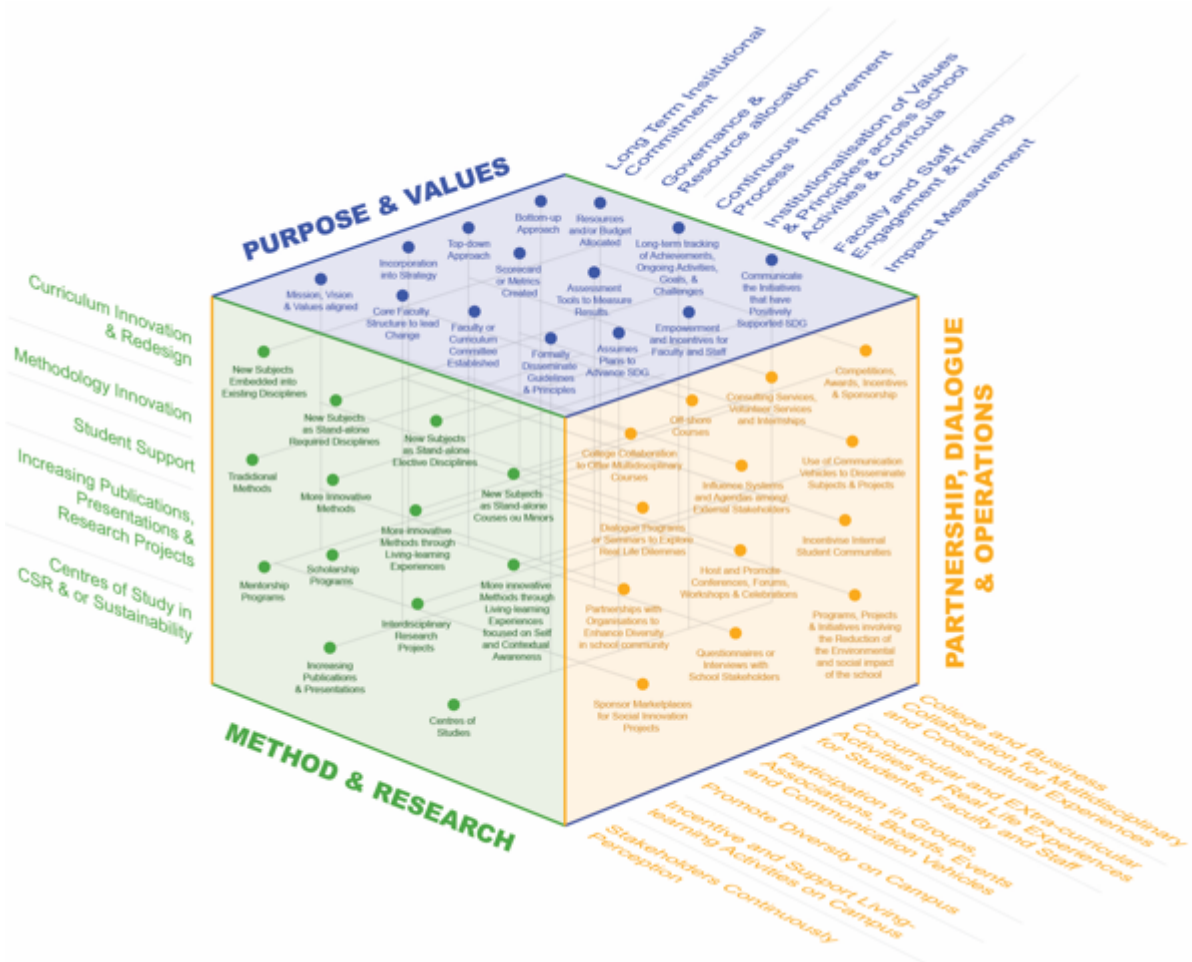 Long Term Institutional
Commitment
Governance &
Resource allocation
Continuous Improvement
Process
Institutionalisation of Values
& Principles across School
Activities & Curricula
Faculty and Staff
Engagement &Training
Impact Measurement
PURPOSE & VALUES
Mission, Vision
& Values aligned
Incorporation
into Strategy
Top-down
Approach
Bottom-up
Approach
Resources
and/or Budget
Allocated
Core Faculty
Structure to lead
Change
Scorecard
or Metrics
Created
Long-term tracking
of Achievements,
Ongoing Activities,
Goals, &
Challenges
Faculty or
Curriculum
Committee
Established
Assessment
Tools to Measure
Results
Communicate
the Initiatives
that have
Positively
Supported SDG
Formally
Disseminate
Guidelines
& Principles
Assumes
Plans to
Advance SDG
Empowerment
and Incentives for
Faculty and Staff
Curriculum Innovation
& Redesign
Methodology Innovation
Student Support
Increasing Publications,
Presentations &
Research Projects
Centres of Study in
CSR & or Sustainability
New Subjects
Embedded into
Existing Disciplines
New Subjects
as Stand-alone
Required Disciplines
New Subjects
as Stand-alone
Elective Disciplines
Tradidional
Methods
More Innovative
Methods
New Subjects
as Stand-alone
Couses ou Minors
More innovative
Methods through
Living-learning
Experiences
Mentorship
Programs
Scholarship
Programs
More innovative
Methods through
Living-learning
Experiences
focused on Self
and Contextual
Awareness
Interdisciplinary
Research
Projects
Increasing
Publications
& Presentations
Centres of
Studies
METHOD & RESEARCH
Competitions,
Awards, Incentives
& Sponsorship
Consulting Services,
Volunteer Services
and Internships
Off-shore
Courses
College Collaboration
to Offer Multidisciplinary
Courses
Use of Communication
Vehicles to Disseminate
Subjects & Projects
Influence Systems
and Agendas among
External Stakeholders
Dialogue Programs
or Seminars to Explore
Real Life Dilemmas
Incentivise Internal
Student Communities
Host and Promote
Conferences, Forums,
Workshops & Celebrations
Partnerships with
Organisations to
Enhance Diversity
in school community
Programs, Projects
& Initiatives involving
the Reduction of
the Environmental
and social impact
of the school
Questionnaires or
Interviews with
School Stakeholders
Sponsor Marketplaces
for Social Innovation
Projects
PARTNERSHIP, DIALOGUE
& OPERATIONS
College and Business
Collaboration for Multidisciplinary
and Cross-cultural Experiences
Co-curricular and EXtra-curricular
Activities for Real Life Experiences
for Students, Faculty and Staff
Participation in Groups,
Associations, Boards, Events
and Communication Vehicles
Promote Diversity on Campus
Incentive and Support Living-
learning Activities on Campus
Stakeholders Continuously
Perception